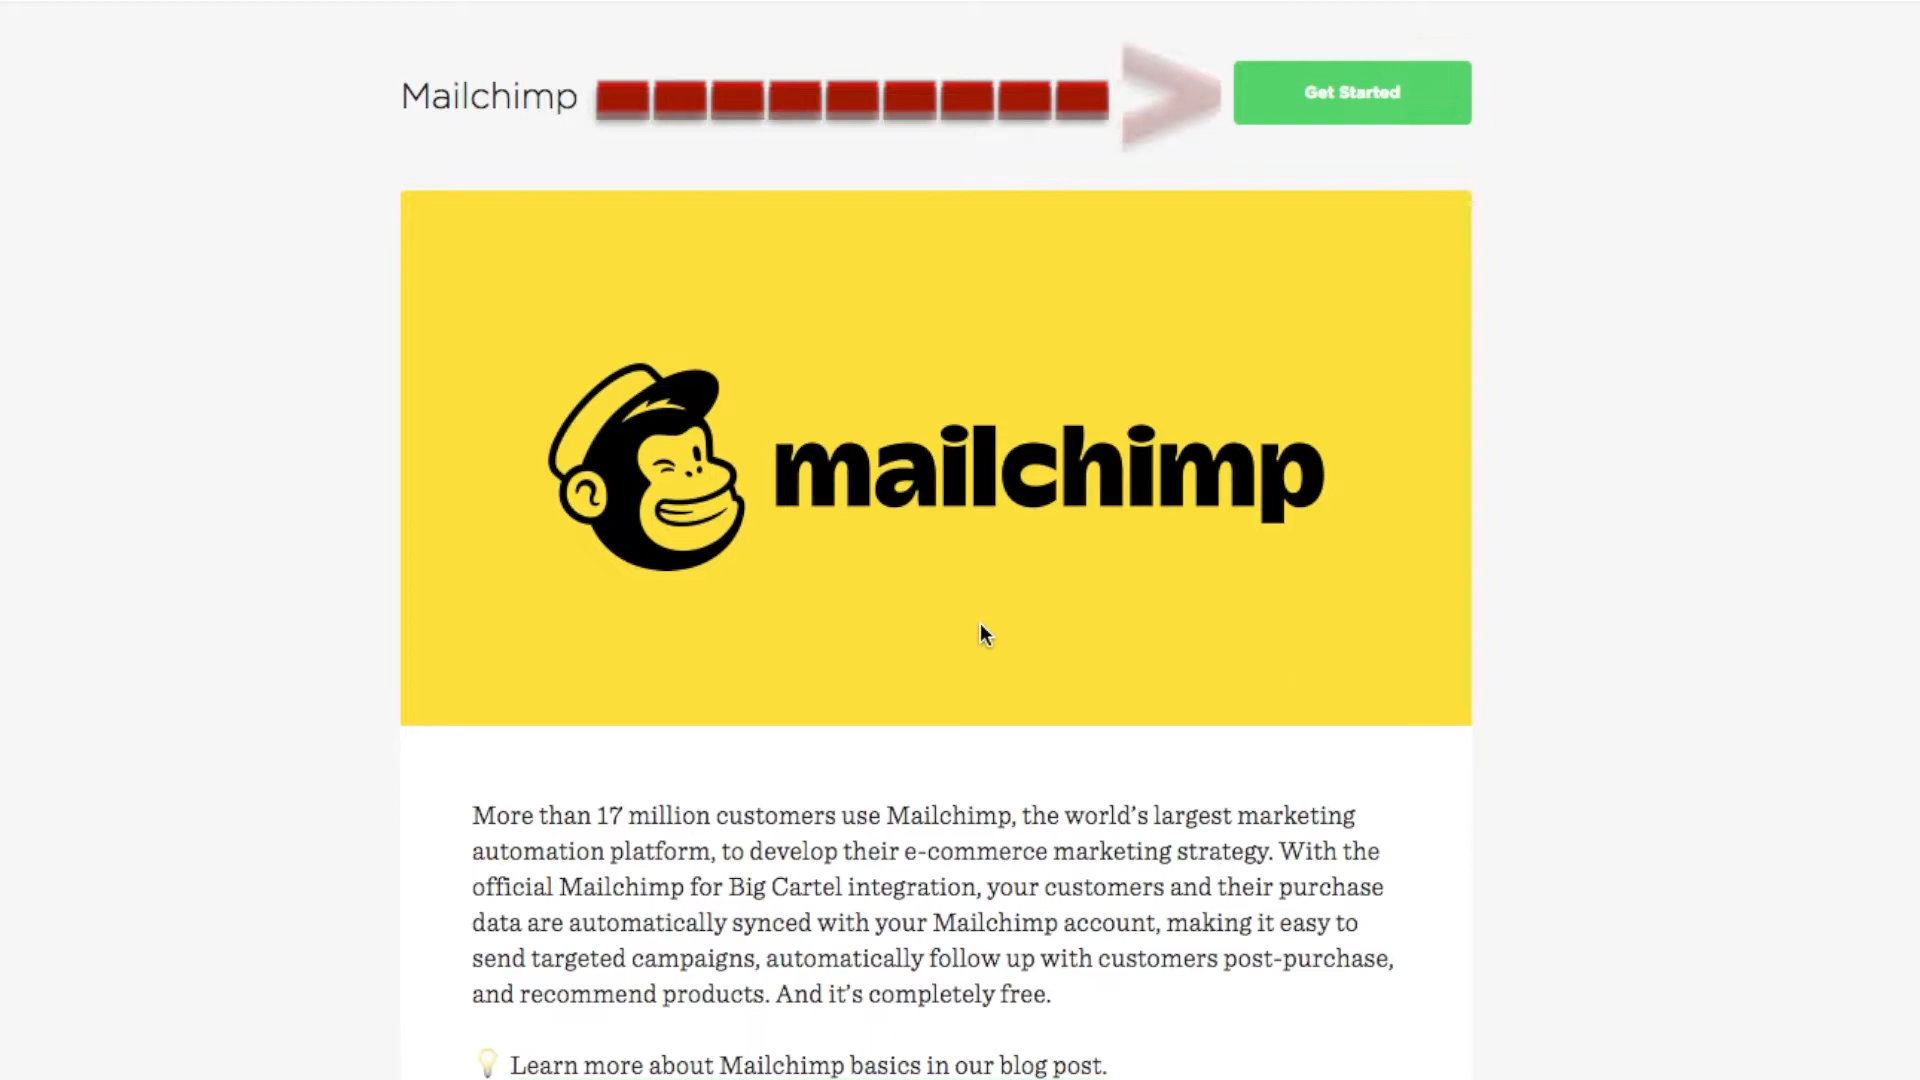 Mailchimp
Get Started
mailchimp
More than 17 million customers use Mailchimp, the world’s largest marketing
automation platform, to develop their e-commerce marketing strategy. With the
official Mailchimp for Big Cartel integration, your customers and their purchase
data are automatically synced with your Mailchimp account, making it easy to
send targeted campaigns, automatically follow up with customers post-purchase,
and recommend products. And it’s completely free.
Learn more about Mailchimp basics in our blog post.